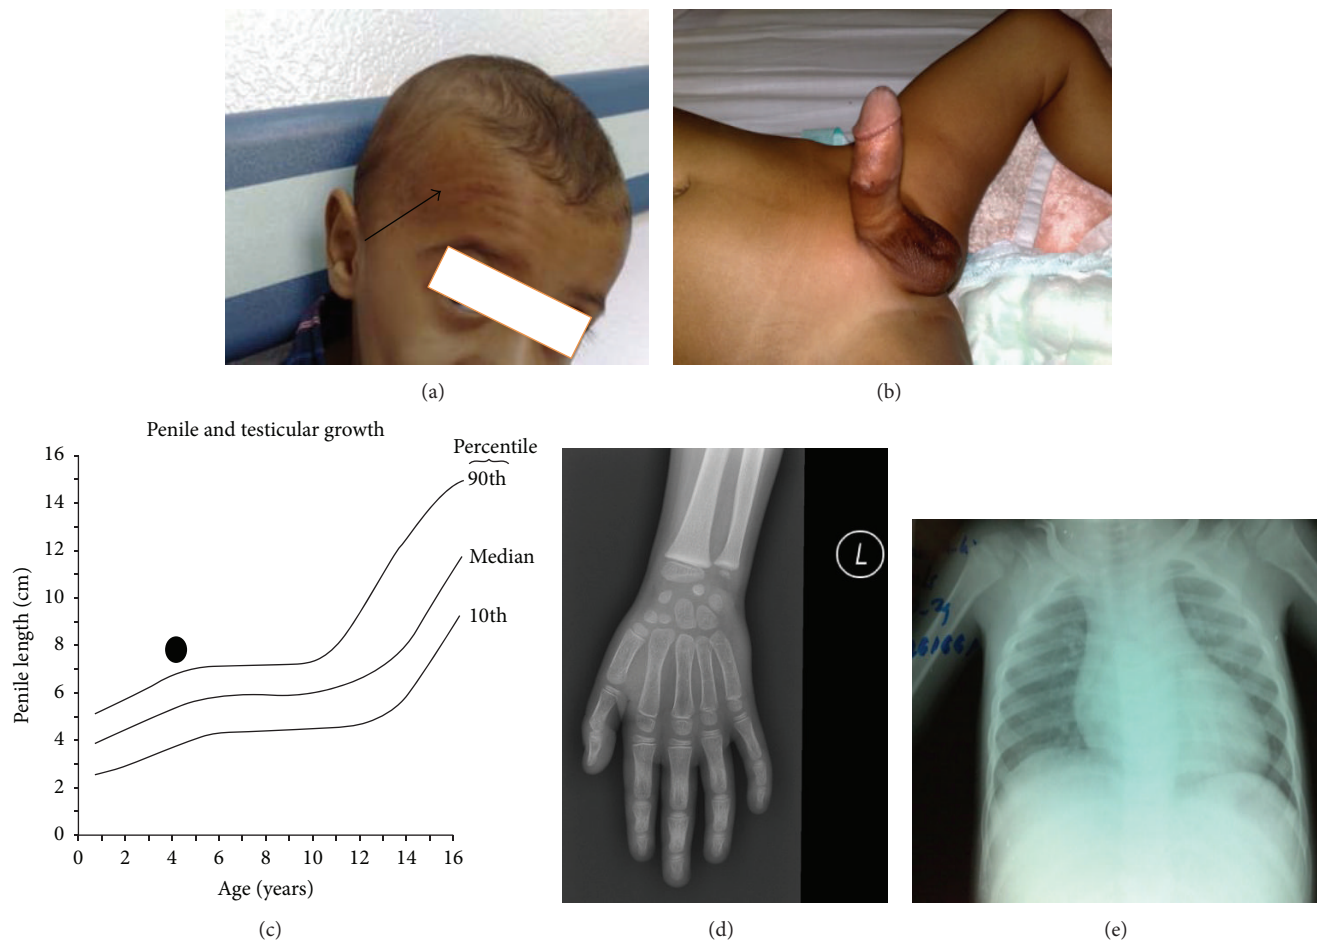 (a)
(b)
Penile and testicular growth
Percentile
90th
Median
10th
Penile length (cm)
16
14
12
10
8
6
4
2
0
0 2 4 6 8 10 12 14 16
Age (years)
(c)
L
(d)
(e)